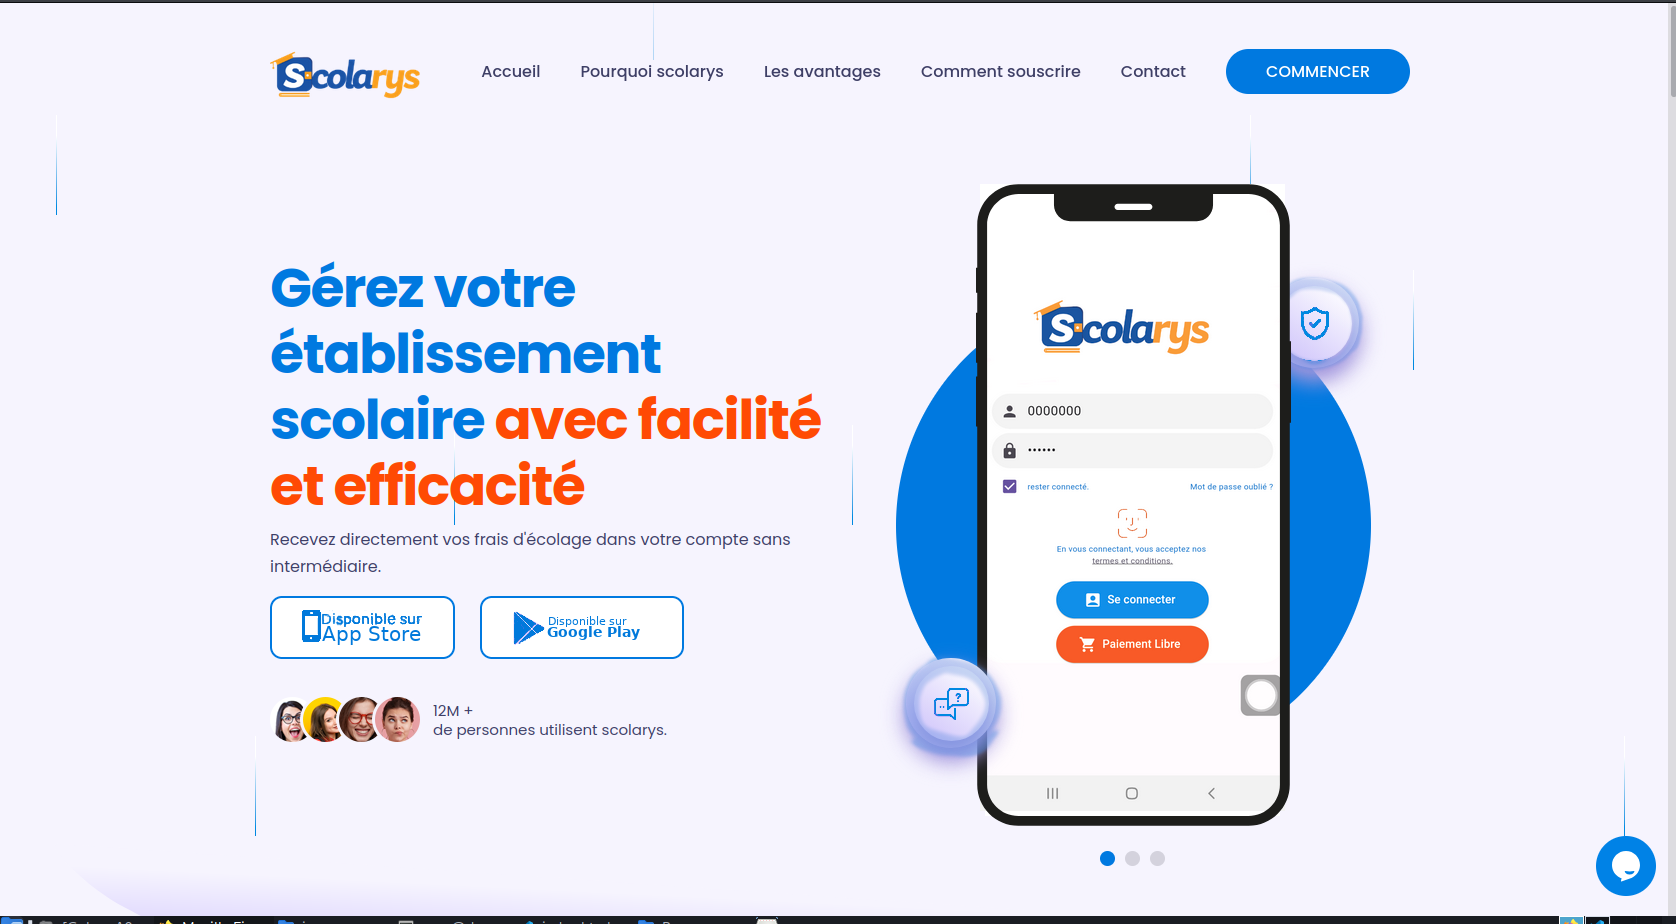 Scolarys
Accueil
Pourquoi scolarys
Les avantages
Comment souscrire
Contact
COMMENCER
Gérez votre
établissement
scolaire avec facilité
et efficacité
Recevez directement vos frais d'écolage dans votre compte sans
intermédiaire.
Disponible sur
App Store
Disponible sur
Google Play
12M +
de personnes utilisent scolarys.
Scolarys
0000000
••••••
rester connecté.
Mot de passe oublié ?
En vous connectant, vous acceptez nos
termes et conditions.
Se connecter
Paiement Libre